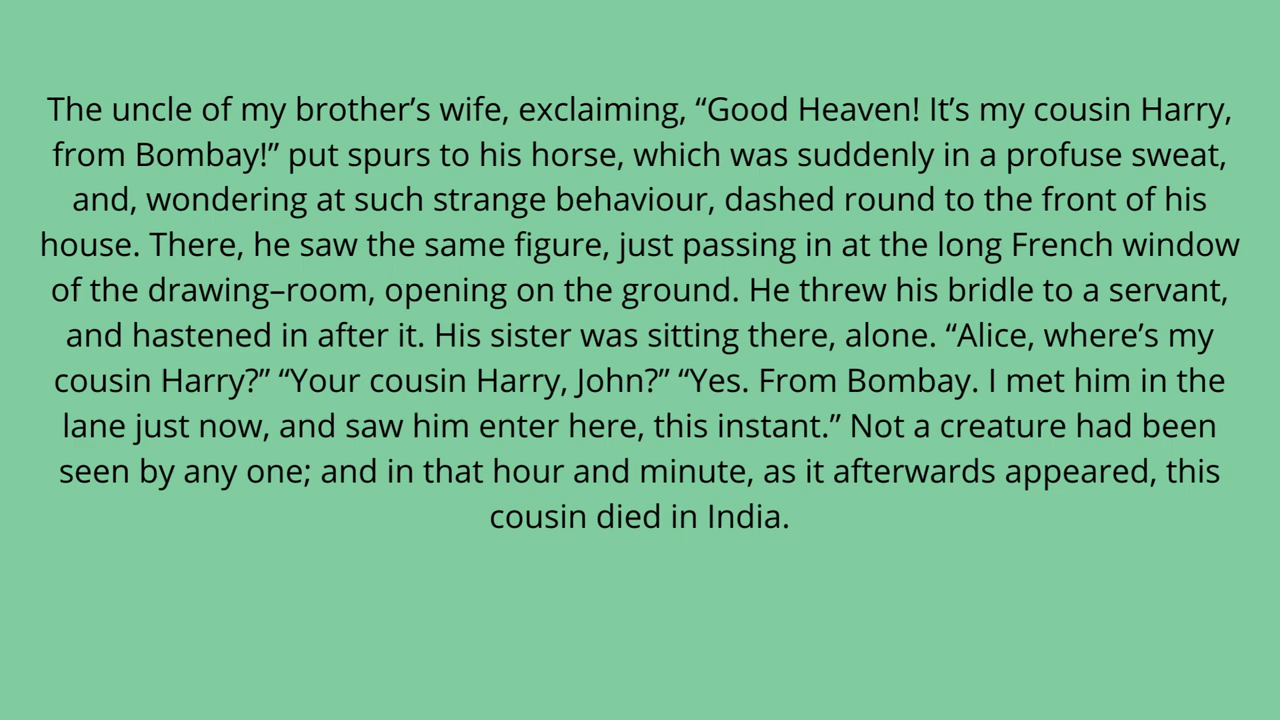 The uncle of my brother’s wife, exclaiming, “Good Heaven! It’s my cousin Harry,
from Bombay!” put spurs to his horse, which was suddenly in a profuse sweat,
and, wondering at such strange behaviour, dashed round to the front of his
house. There, he saw the same figure, just passing in at the long French window
of the drawing–room, opening on the ground. He threw his bridle to a servant,
and hastened in after it. His sister was sitting there, alone. “Alice, where’s my
cousin Harry?” “Your cousin Harry, John?” “Yes. From Bombay. I met him in the
lane just now, and saw him enter here, this instant.” Not a creature had been
seen by any one; and in that hour and minute, as it afterwards appeared, this
cousin died in India.